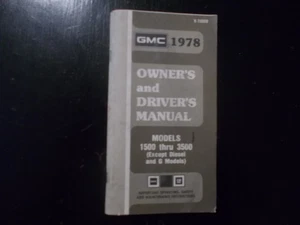 GMC 1978
OWNER'S
and
DRIVER'S
MANUAL
MODELS
1500 thru 3500
(Except Diesel
and G Models)